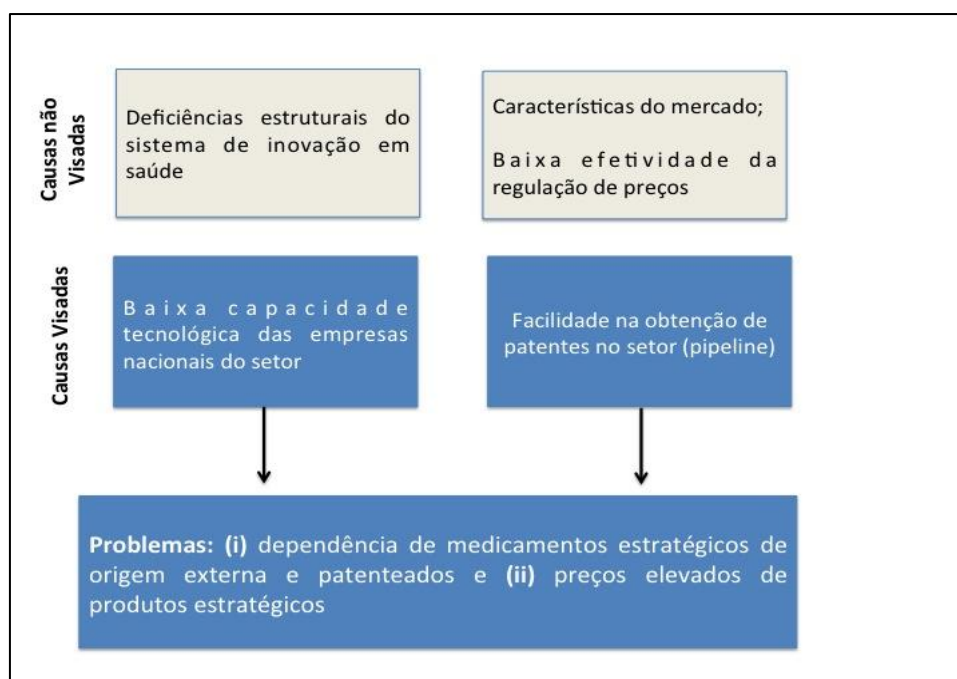 Causas não
Visadas
Deficiências estruturais do
sistema de inovação em
saúde
Características do mercado;
Baixa efetividade da
regulação de preços
Causas Visadas
Baixa capacidade
tecnológica das empresas
nacionais do setor
Facilidade na obtenção de
patentes no setor (pipeline)
Problemas: (i) dependência de medicamentos estratégicos de
origem externa e patenteados e (ii) preços elevados de
produtos estratégicos